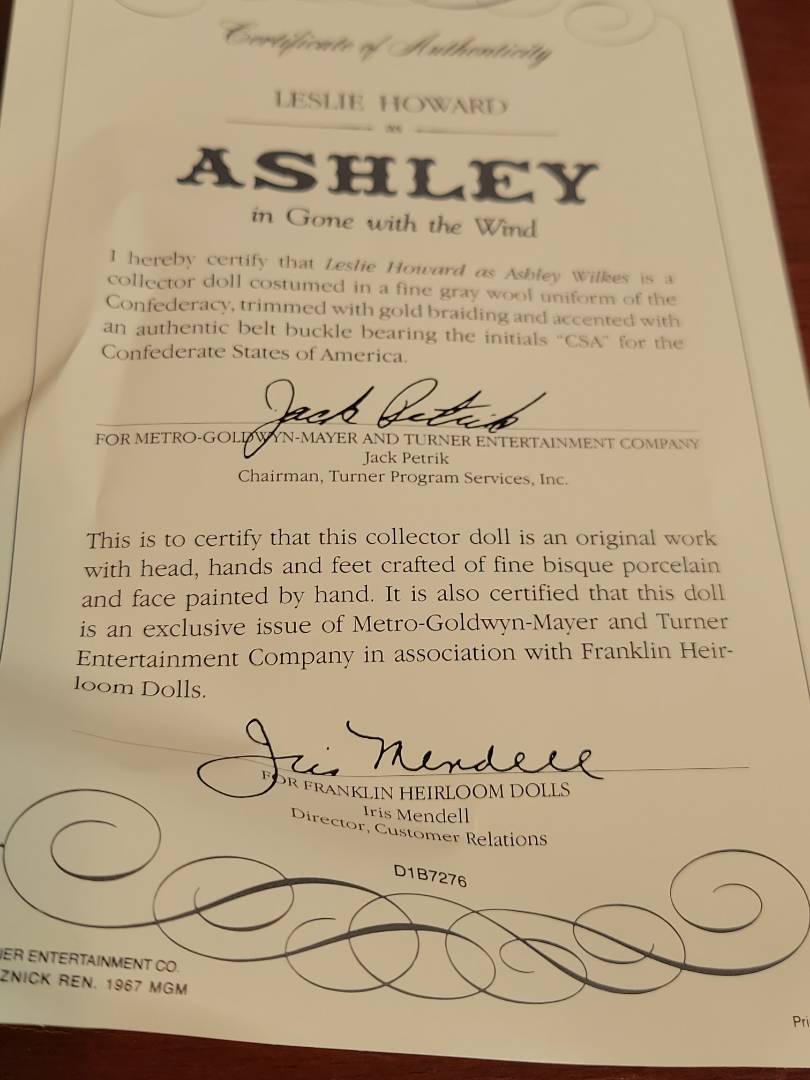 Certificate of Authenticity
LESLIE HOWARD
as
ASHLEY
in Gone with the Wind
I hereby certify that Leslie Howard as Ashley Wilkes is a
collector doll costumed in a fine gray wool uniform of the
Confederacy, trimmed with gold braiding and accented with
an authentic belt buckle bearing the initials "CSA" for the
Confederate States of America.
Jack Petrik
FOR METRO-GOLDWYN-MAYER AND TURNER ENTERTAINMENT COMPANY
Jack Petrik
Chairman, Turner Program Services, Inc.
This is to certify that this collector doll is an original work
with head, hands and feet crafted of fine bisque porcelain
and face painted by hand. It is also certified that this doll
is an exclusive issue of Metro-Goldwyn-Mayer and Turner
Entertainment Company in association with Franklin Heir-
loom Dolls.
Iris Mendell
FOR FRANKLIN HEIRLOOM DOLLS
Iris Mendell
Director, Customer Relations
D1B7276
ER ENTERTAINMENT CO.
ZNICK REN. 1967 MGM
Pri